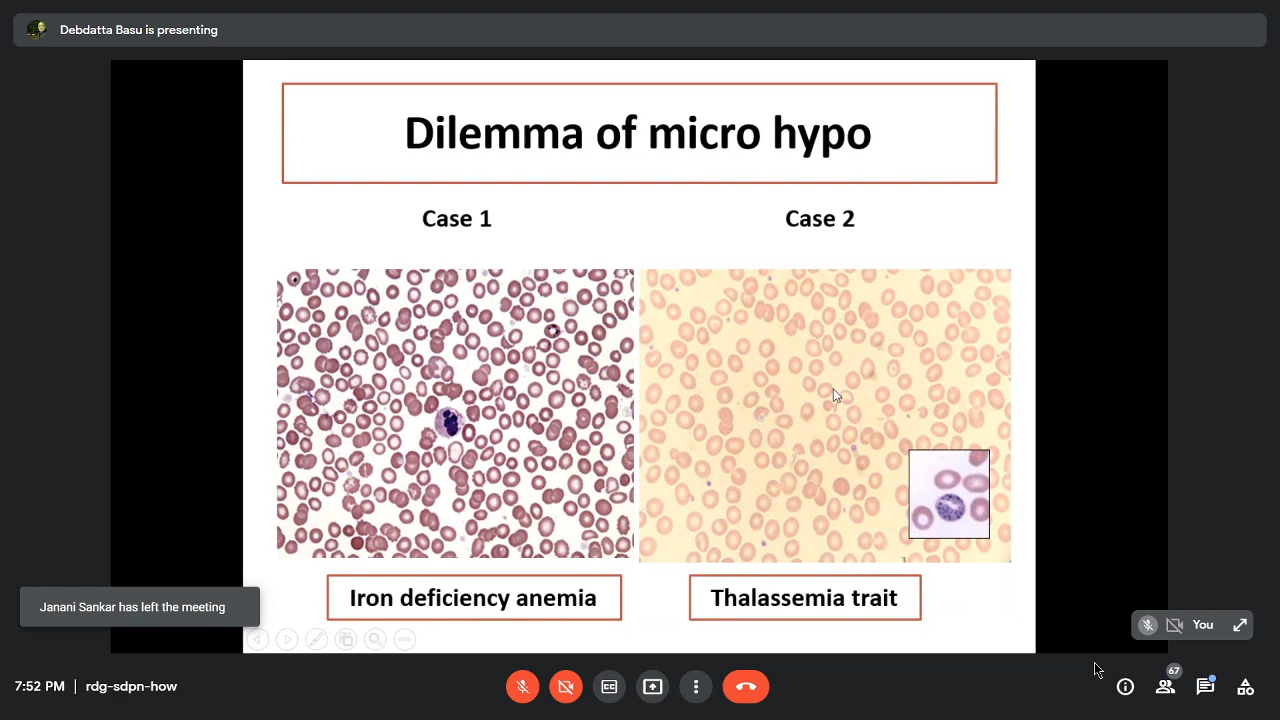 Debdatta Basu is presenting
Dilemma of micro hypo
Case 1
Case 2
Iron deficiency anemia
Thalassemia trait
Janani Sankar has left the meeting
You
7:52 PM | rdg-sdpn-how
CC
67